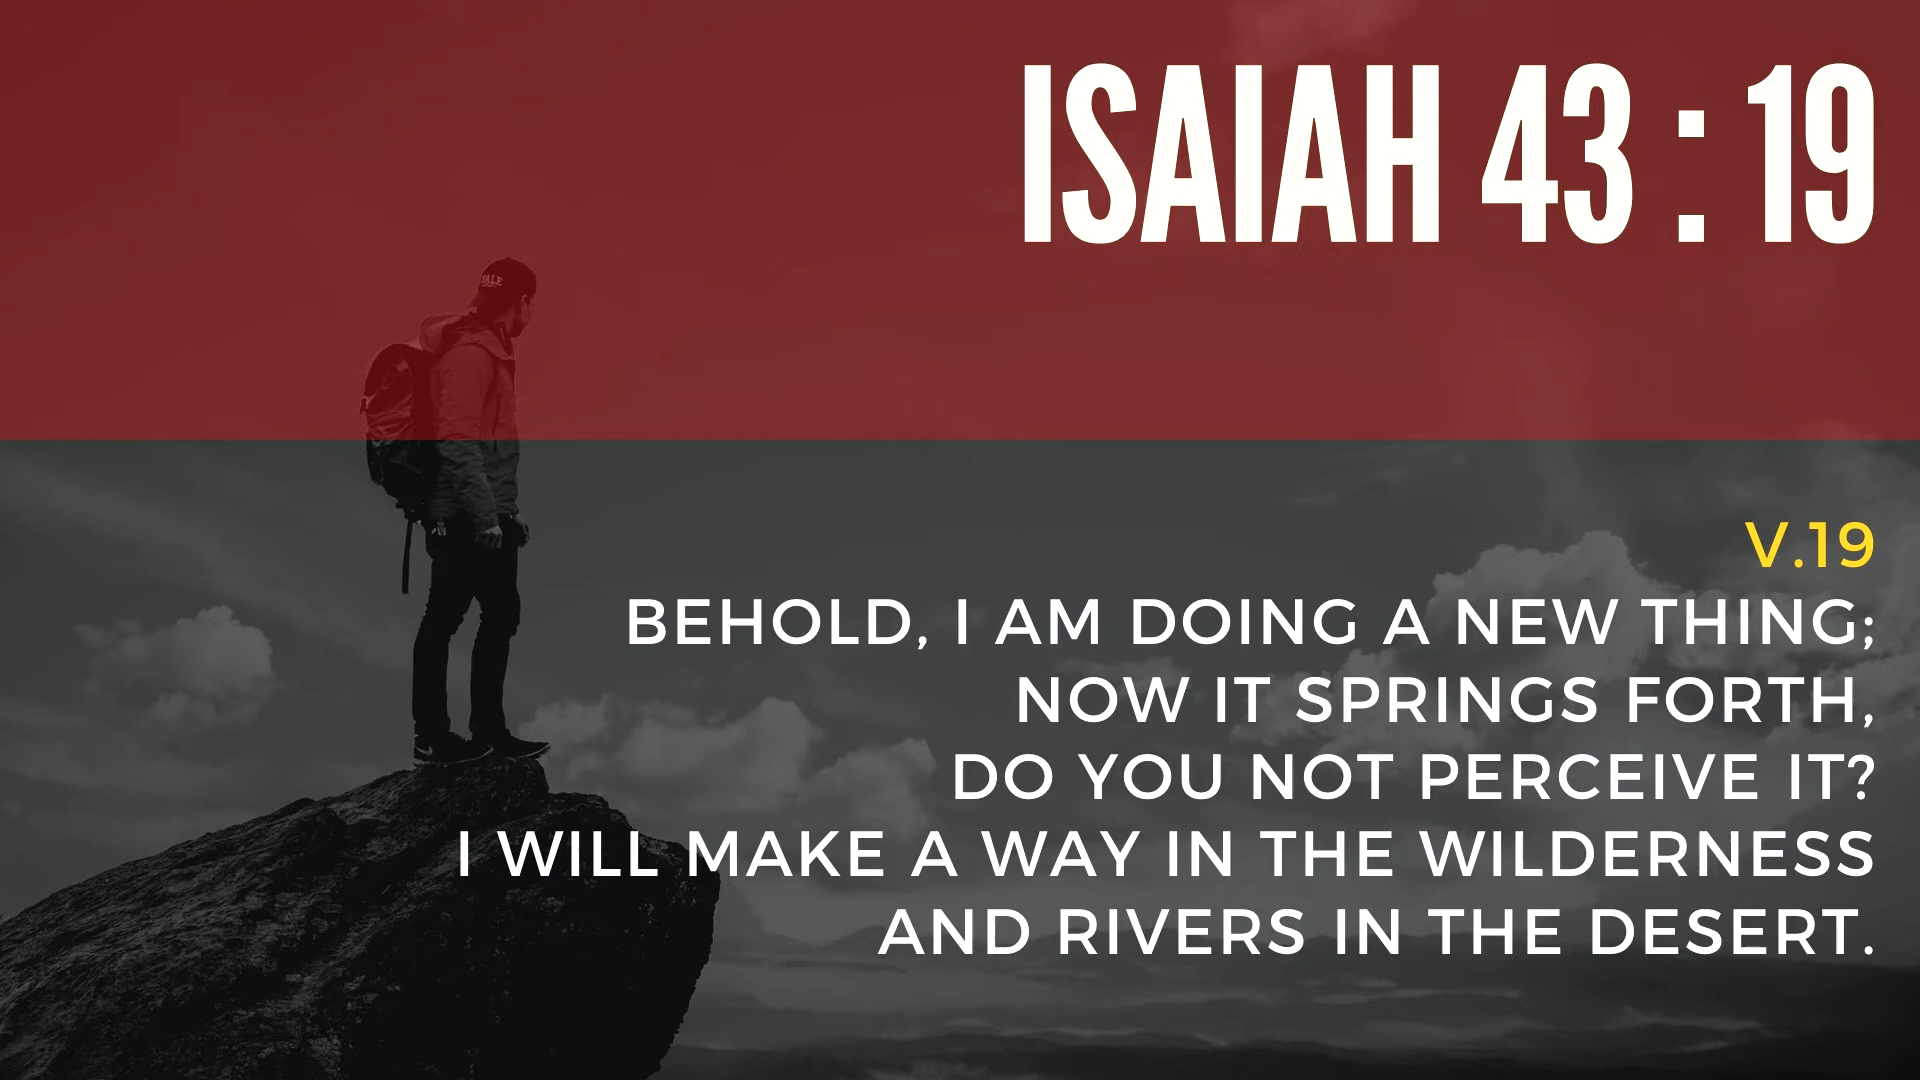 ISAIAH 43 : 19
V.19
BEHOLD, I AM DOING A NEW THING;
NOW IT SPRINGS FORTH,
DO YOU NOT PERCEIVE IT?
I WILL MAKE A WAY IN THE WILDERNESS
AND RIVERS IN THE DESERT.